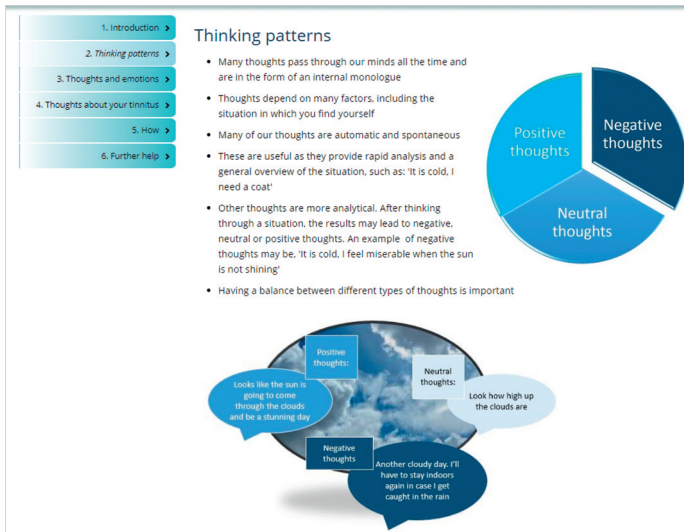 1. Introduction
2. Thinking patterns
3. Thoughts and emotions
4. Thoughts about your tinnitus
5. How
6. Further help
Thinking patterns
Many thoughts pass through our minds all the time and
are in the form of an internal monologue
Thoughts depend on many factors, including the
situation in which you find yourself
Many of our thoughts are automatic and spontaneous
These are useful as they provide rapid analysis and a
general overview of the situation, such as: 'It is cold, I
need a coat'
Other thoughts are more analytical. After thinking
through a situation, the results may lead to negative,
neutral or positive thoughts. An example of negative
thoughts may be, 'It is cold, I feel miserable when the sun
is not shining'
Having a balance between different types of thoughts is important
Positive
thoughts
Negative
thoughts
Neutral
thoughts
Positive
thoughts:
Looks like the sun is
going to come
through the clouds
and be a stunning day
Neutral
thoughts:
Look how high up
the clouds are
Negative
thoughts
Another cloudy day. I'll
have to stay indoors
again in case I get
caught in the rain